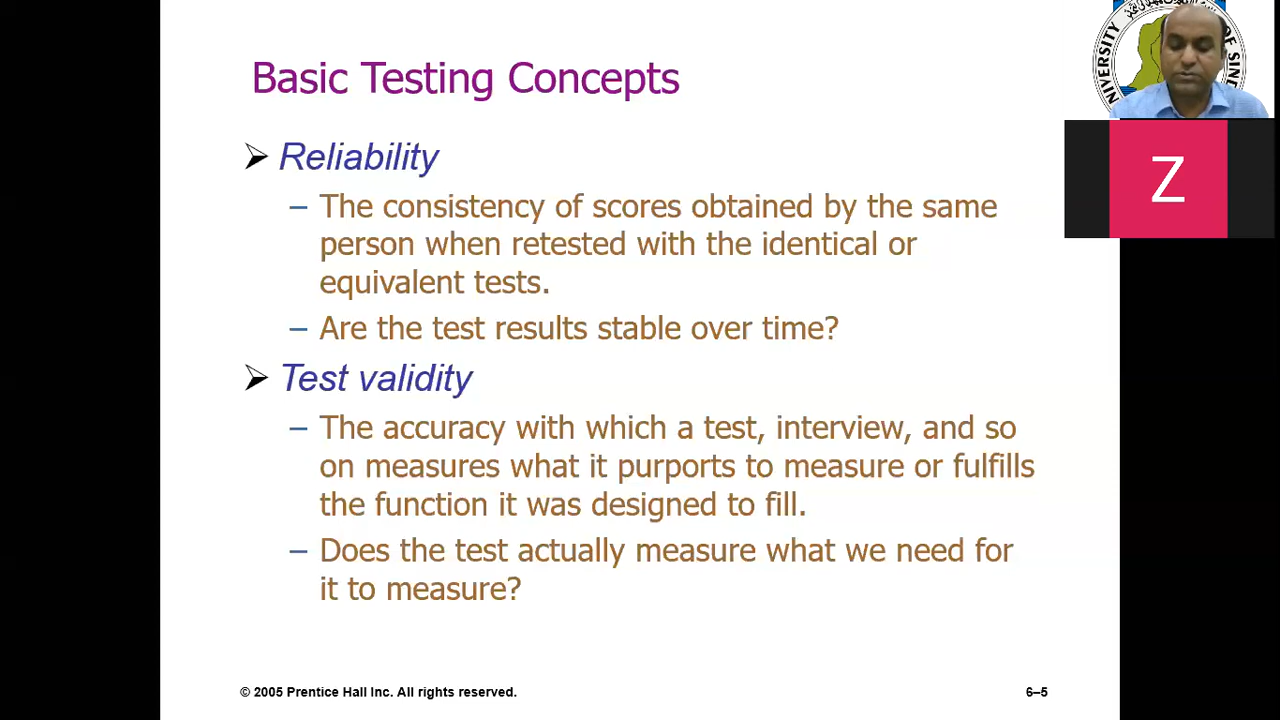 Basic Testing Concepts
Reliability
– The consistency of scores obtained by the same
person when retested with the identical or
equivalent tests.
– Are the test results stable over time?
Test validity
– The accuracy with which a test, interview, and so
on measures what it purports to measure or fulfills
the function it was designed to fill.
– Does the test actually measure what we need for
it to measure?
© 2005 Prentice Hall Inc. All rights reserved.
6–5
NIVERSITY
OF SIND
Z